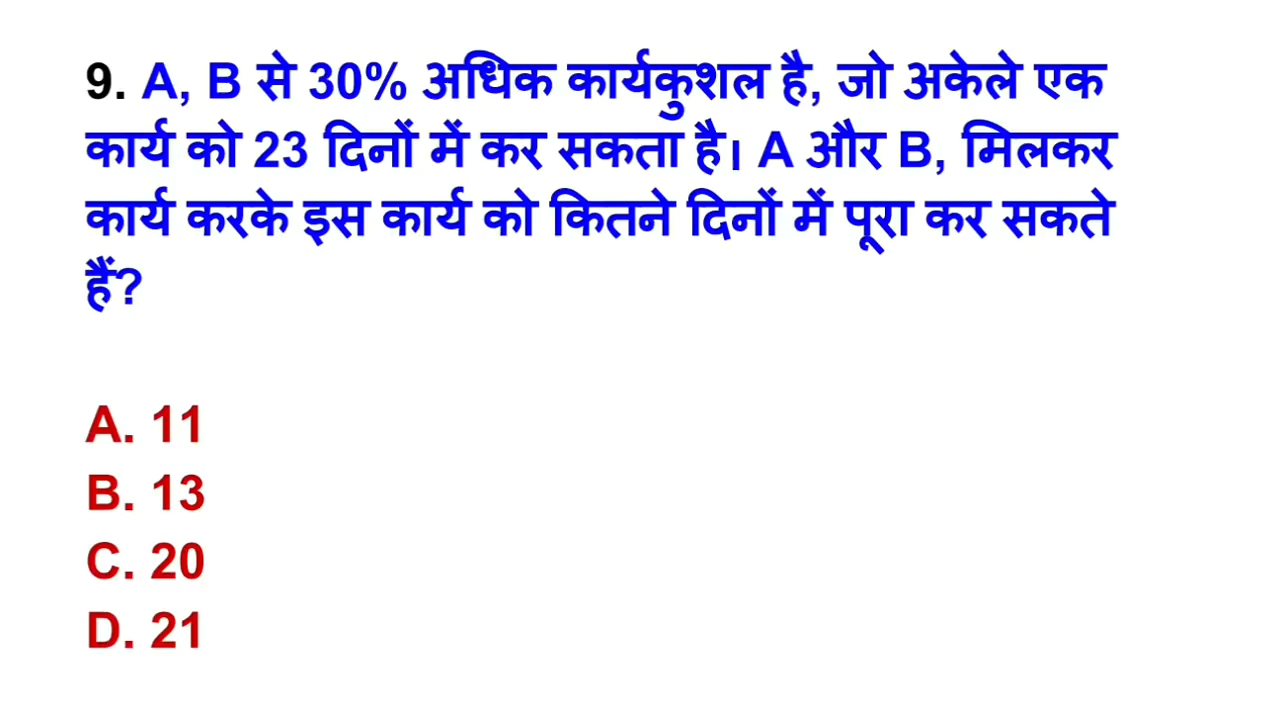 9. A, B से 30% अधिक कार्यकुशल है, जो अकेले एक
कार्य को 23 दिनों में कर सकता है। A और B, मिलकर
कार्य करके इस कार्य को कितने दिनों में पूरा कर सकते
हैं?
A. 11
B. 13
C. 20
D. 21